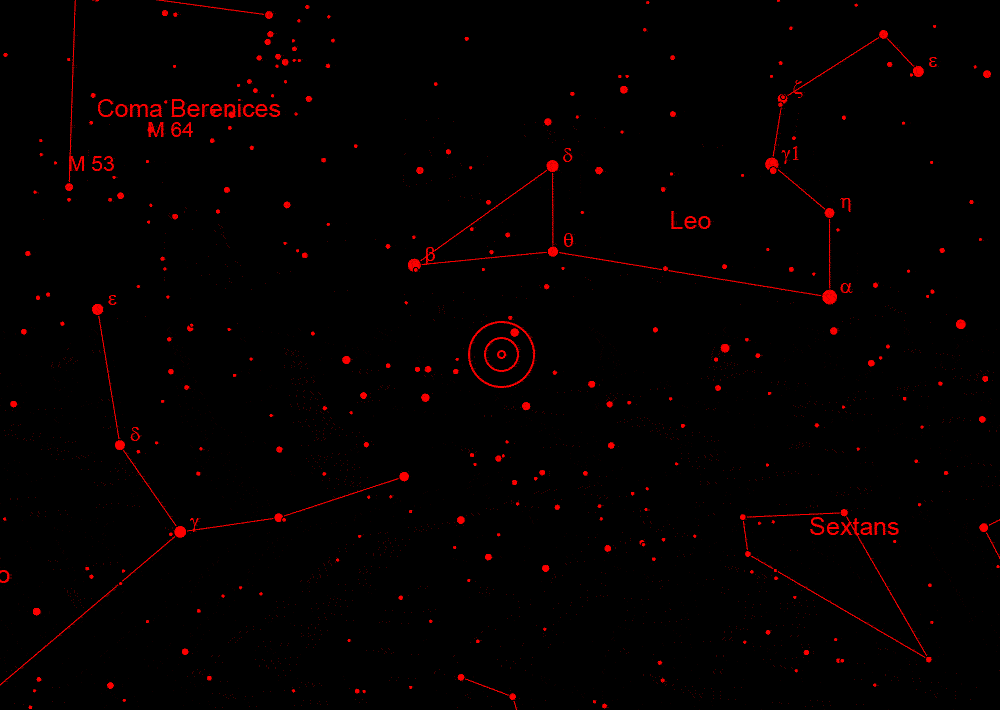 ε
ζ
Coma Berenices
M 64
γ1
δ
M 53
η
Leo
θ
β
α
ε
δ
γ
Sextans
o